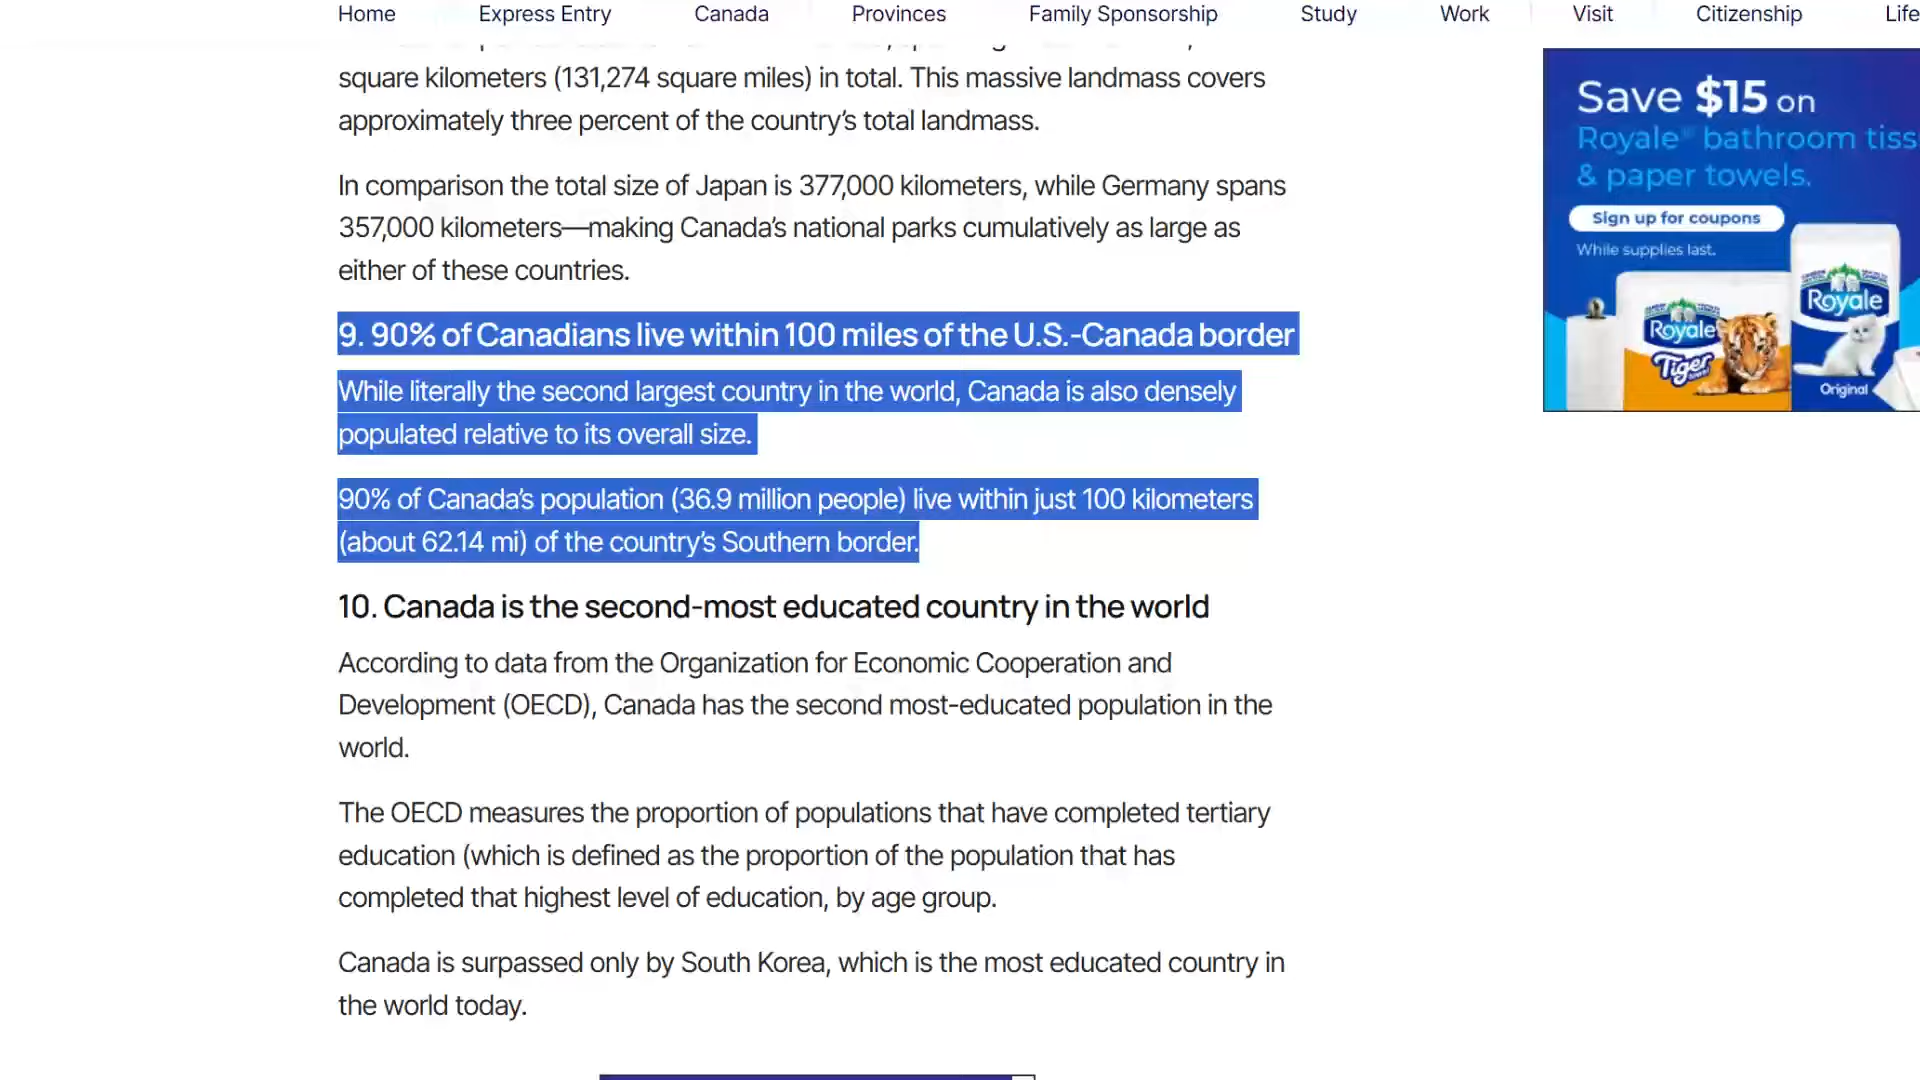 Home Express Entry Canada Provinces Family Sponsorship Study Work Visit Citizenship Life
square kilometers (131,274 square miles) in total. This massive landmass covers
approximately three percent of the country’s total landmass.
In comparison the total size of Japan is 377,000 kilometers, while Germany spans
357,000 kilometers—making Canada’s national parks cumulatively as large as
either of these countries.
9. 90% of Canadians live within 100 miles of the U.S.-Canada border
While literally the second largest country in the world, Canada is also densely
populated relative to its overall size.
90% of Canada’s population (36.9 million people) live within just 100 kilometers
(about 62.14 mi) of the country’s Southern border.
10. Canada is the second-most educated country in the world
According to data from the Organization for Economic Cooperation and
Development (OECD), Canada has the second most-educated population in the
world.
The OECD measures the proportion of populations that have completed tertiary
education (which is defined as the proportion of the population that has
completed that highest level of education, by age group.
Canada is surpassed only by South Korea, which is the most educated country in
the world today.
Save $15 on
Royale® bathroom tiss
& paper towels.
Sign up for coupons
While supplies last.
Royale
Royale
Tiger
Original